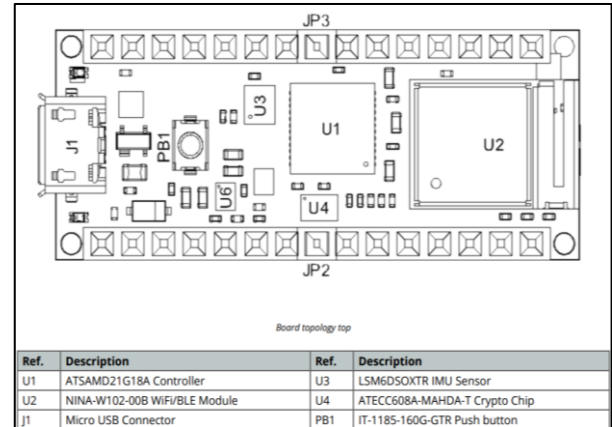 JP3
J1
PB1
U3
U1
U2
U6
U4
JP2
Board topology top
Ref. Description Ref. Description
U1 ATSAMD21G18A Controller U3 LSM6DSOXTR IMU Sensor
U2 NINA-W102-00B WiFi/BLE Module U4 ATECC608A-MAHDA-T Crypto Chip
J1 Micro USB Connector PB1 IT-1185-160G-GTR Push button